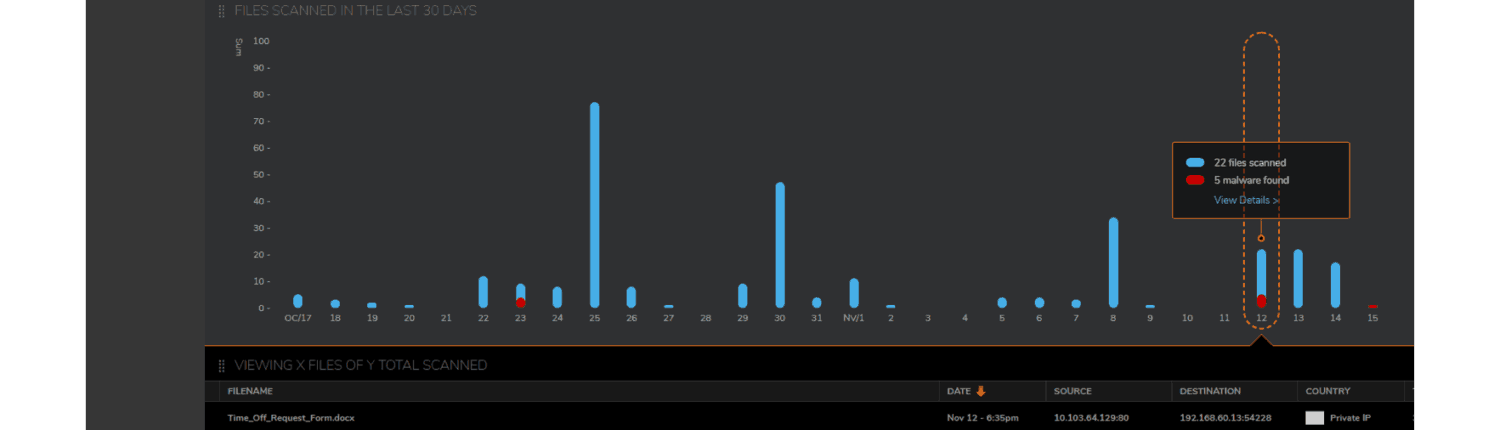 FILES SCANNED IN THE LAST 30 DAYS
Sum
100
90 -
80 -
70 -
60 -
50 -
40 -
30 -
20 -
10 -
0 -
22 files scanned
5 malware found
View Details >
OC/17 18 19 20 21 22 23 24 25 26 27 28 29 30 31 NV/1 2 3 4 5 6 7 8 9 10 11 12 13 14 15
VIEWING X FILES OF Y TOTAL SCANNED
FILENAME DATE SOURCE DESTINATION COUNTRY
Time_Off_Request_Form.docx Nov 12 - 6:35pm 10.103.64.129:80 192.168.60.13:54228 Private IP